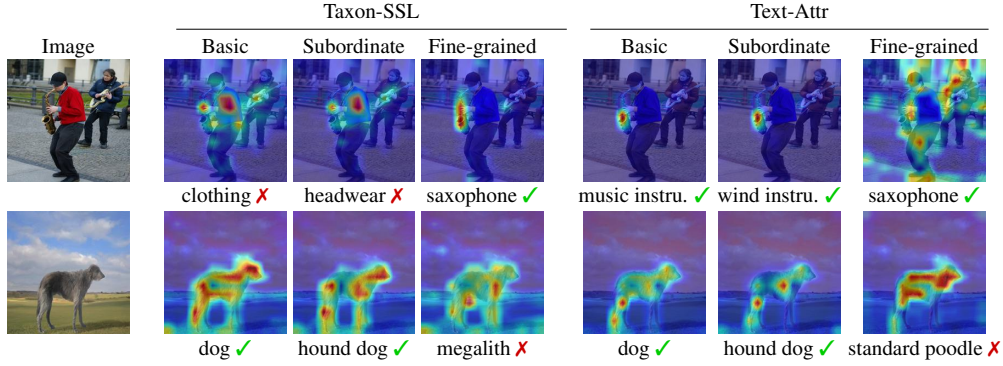 Taxon-SSL Text-Attr
Image Basic Subordinate Fine-grained Basic Subordinate Fine-grained
clothing ✗ headwear ✗ saxophone ✓ music instru. ✓ wind instru. ✓ saxophone ✓
dog ✓ hound dog ✓ megalith ✗ dog ✓ hound dog ✓ standard poodle ✗